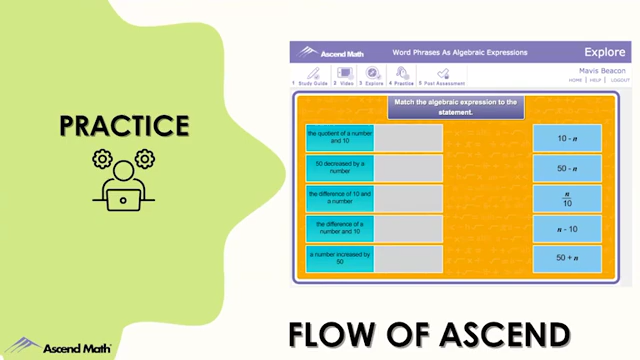 PRACTICE
Ascend Math
Word Phrases As Algebraic Expressions
Explore
Mavis Beacon
1 Study Guide
2 Video
3 Explore
4 Practice
5 Post Assessment
HOME | HELP | LOGOUT
Match the algebraic expression to the
statement.
the quotient of a number
and 10
10 - n
50 decreased by a
number
50 - n
the difference of 10 and
a number
n
10
the difference of a
number and 10
n - 10
a number increased by
50
50 + n
Ascend Math
FLOW OF ASCEND